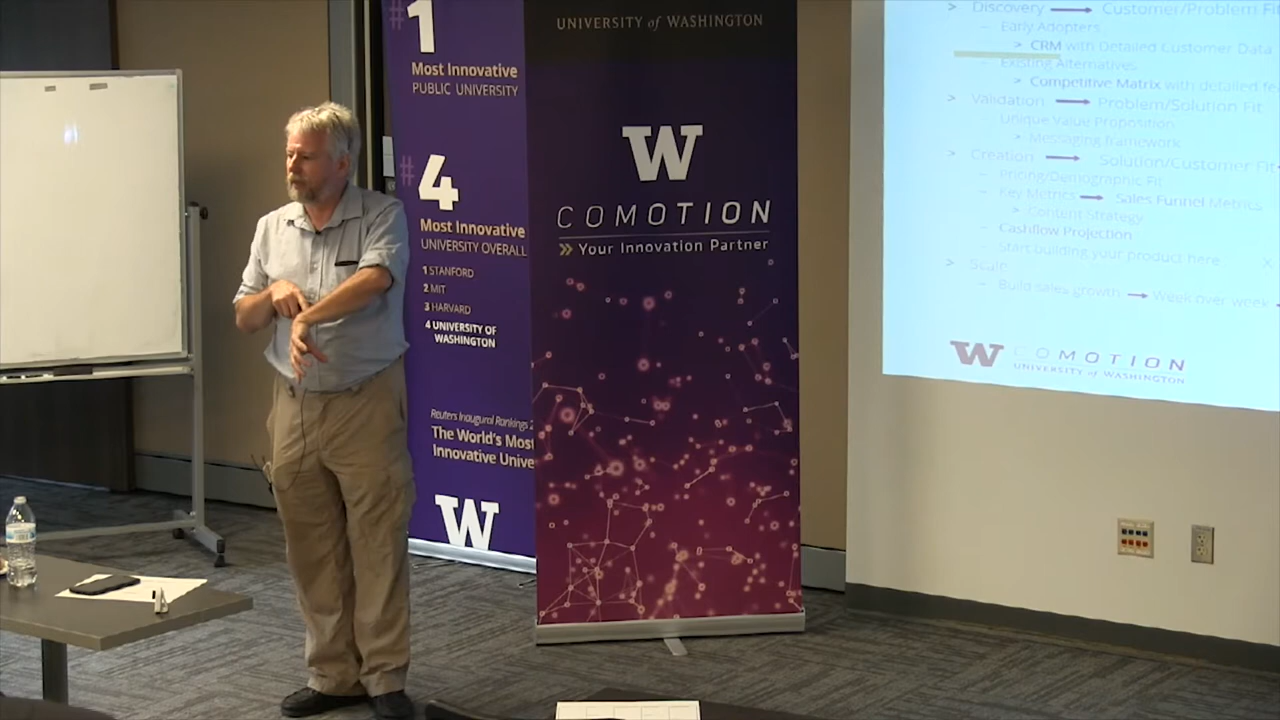 #1
Most Innovative
PUBLIC UNIVERSITY
#4
Most Innovative
UNIVERSITY OVERALL
1 STANFORD
2 MIT
3 HARVARD
4 UNIVERSITY OF
WASHINGTON
Reuters Inaugural Rankings
The World's Most
Innovative Unive
W
UNIVERSITY of WASHINGTON
W
COMOTION
» Your Innovation Partner
> Discovery → Customer/Problem Fi
– Early Adopters
> CRM with Detailed Customer Data
– Existing Alternatives
> Competitive Matrix with detailed fe
> Validation → Problem/Solution Fit
– Unique Value Proposition
> Messaging framework
> Creation → Solution/Customer Fit
– Pricing/Demographic Fit
– Key Metrics → Sales Funnel Metrics
> Content Strategy
– Cashflow Projection
– Start building your product here
> Scale
– Build sales growth → Week over week
W COMOTION
UNIVERSITY of WASHINGTON